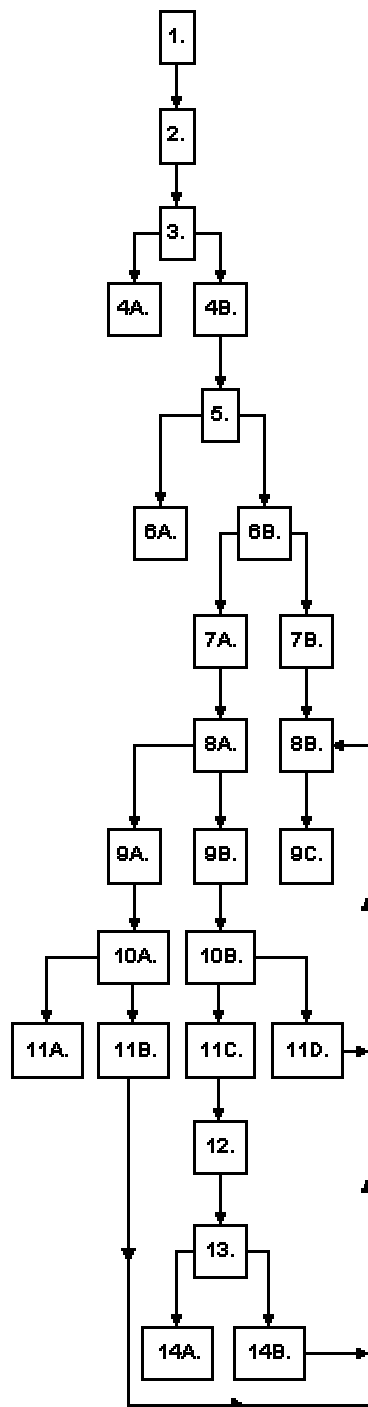 1.
2.
3.
4A. 4B.
5.
6A. 6B.
7A. 7B.
8A. 8B.
9A. 9B. 9C.
10A. 10B.
11A. 11B. 11C. 11D.
12.
13.
14A. 14B.